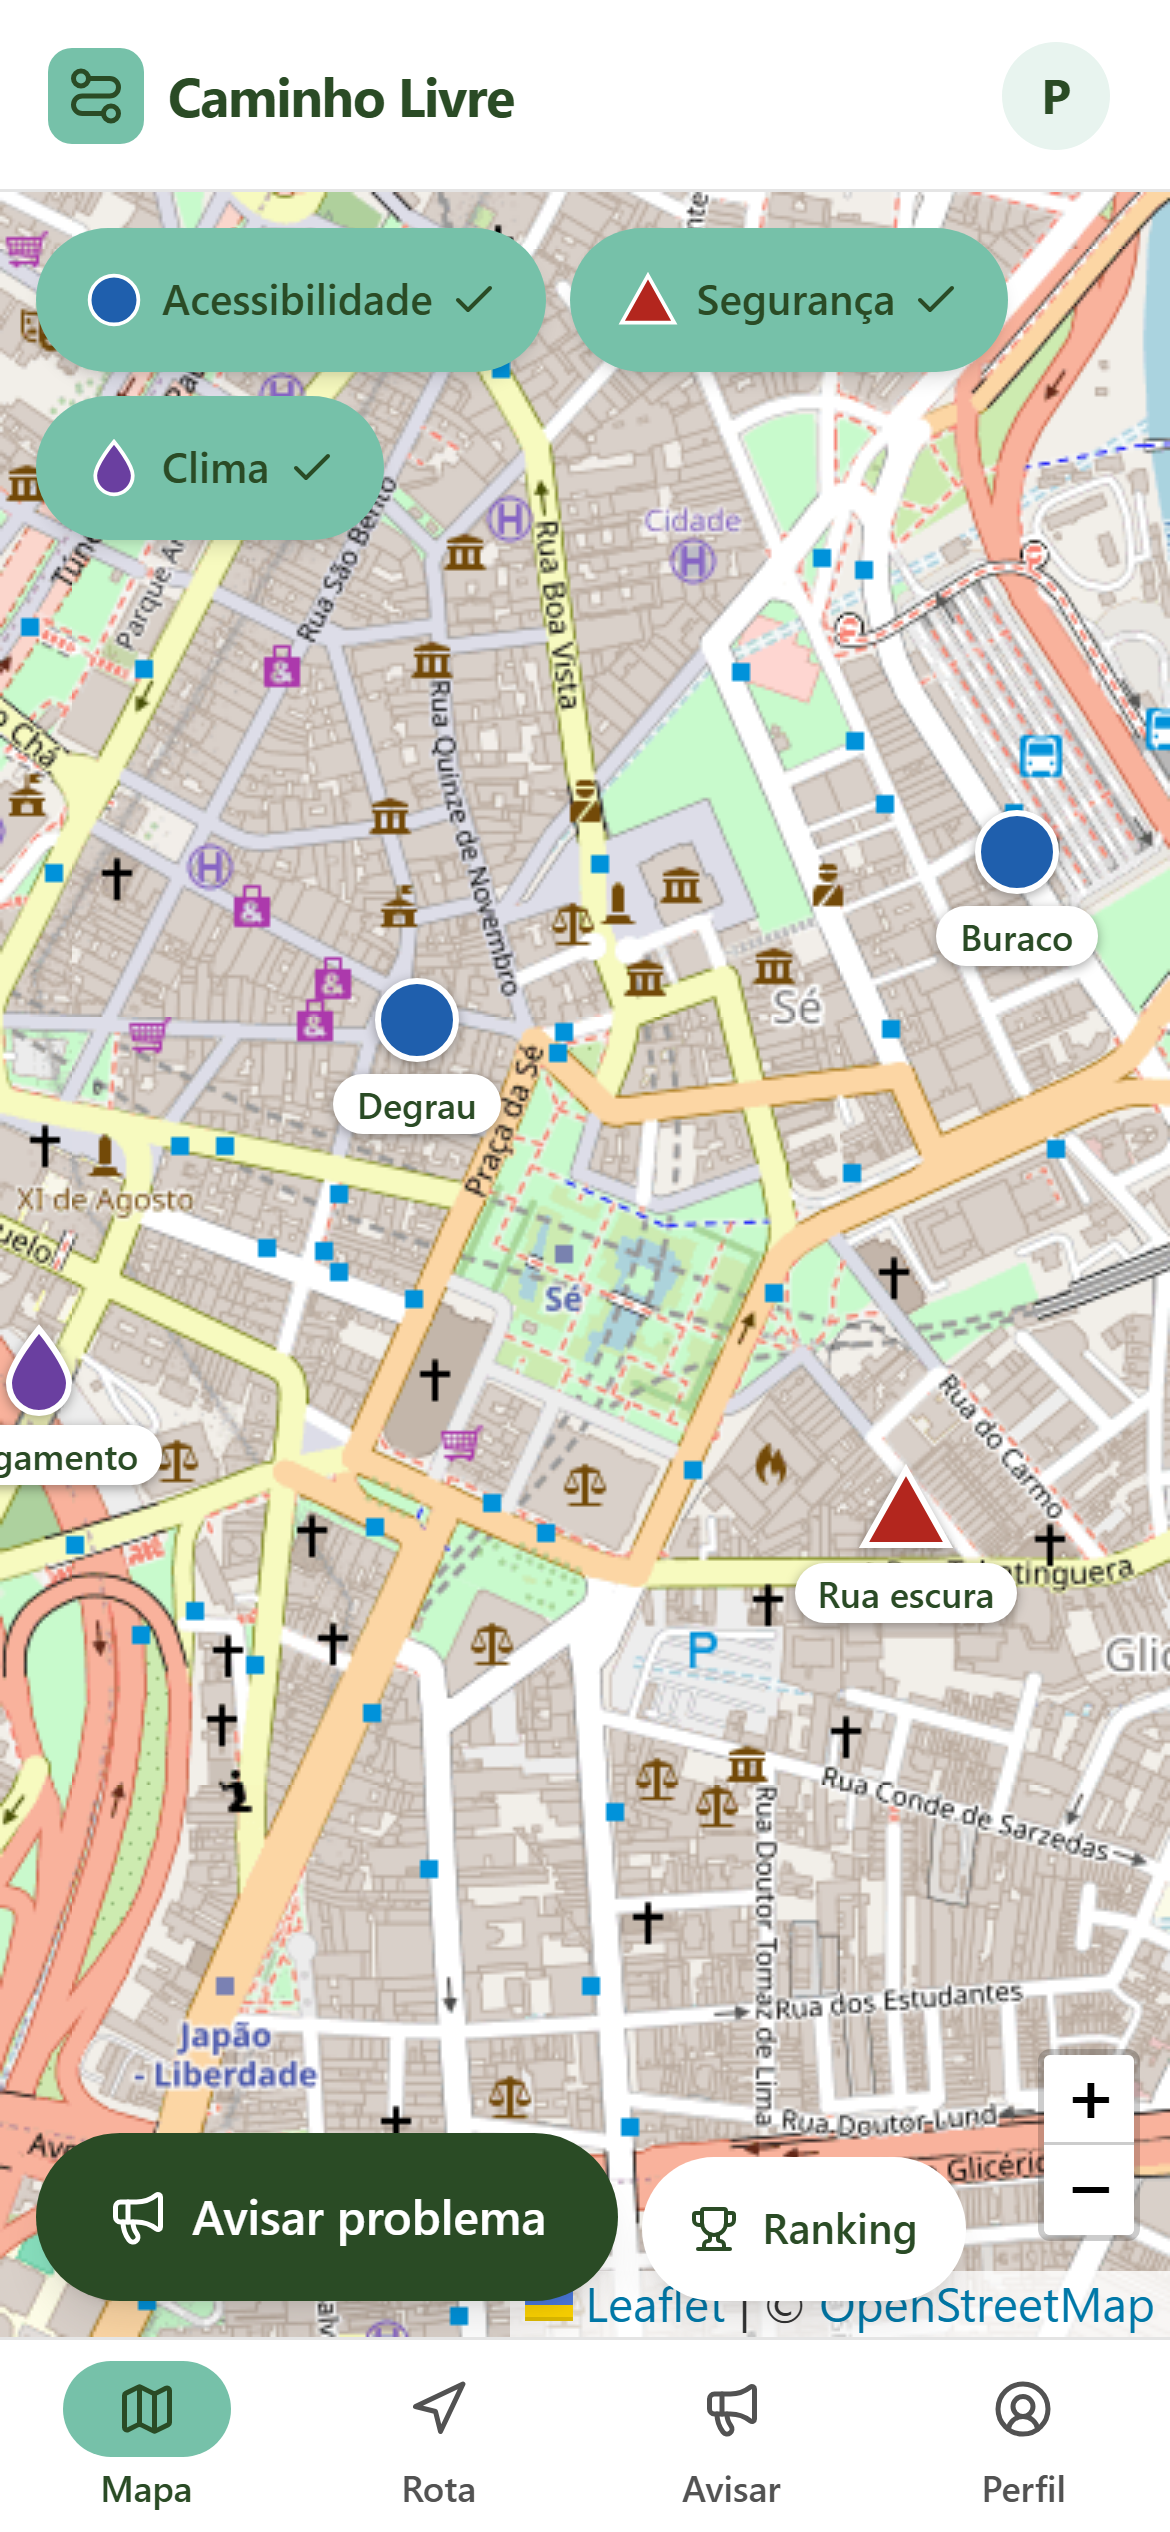 Caminho Livre
P
Acessibilidade
Segurança
Clima
Rua São Bento
Cidade
Rua Boa Vista
Rua Quinze de Novembro
Buraco
Sé
Degrau
Praça da Sé
XI de Agosto
Sé
Rua do Carmo
gamento
Rua escura
tinguera
P
Glic
Rua Conde de Sarzedas
Rua Doutor Tomaz de Lima
Rua dos Estudantes
Japão
- Liberdade
Rua Doutor Lund
Glicéri
+
−
Avisar problema
Ranking
Leaflet | © OpenStreetMap
Mapa
Rota
Avisar
Perfil